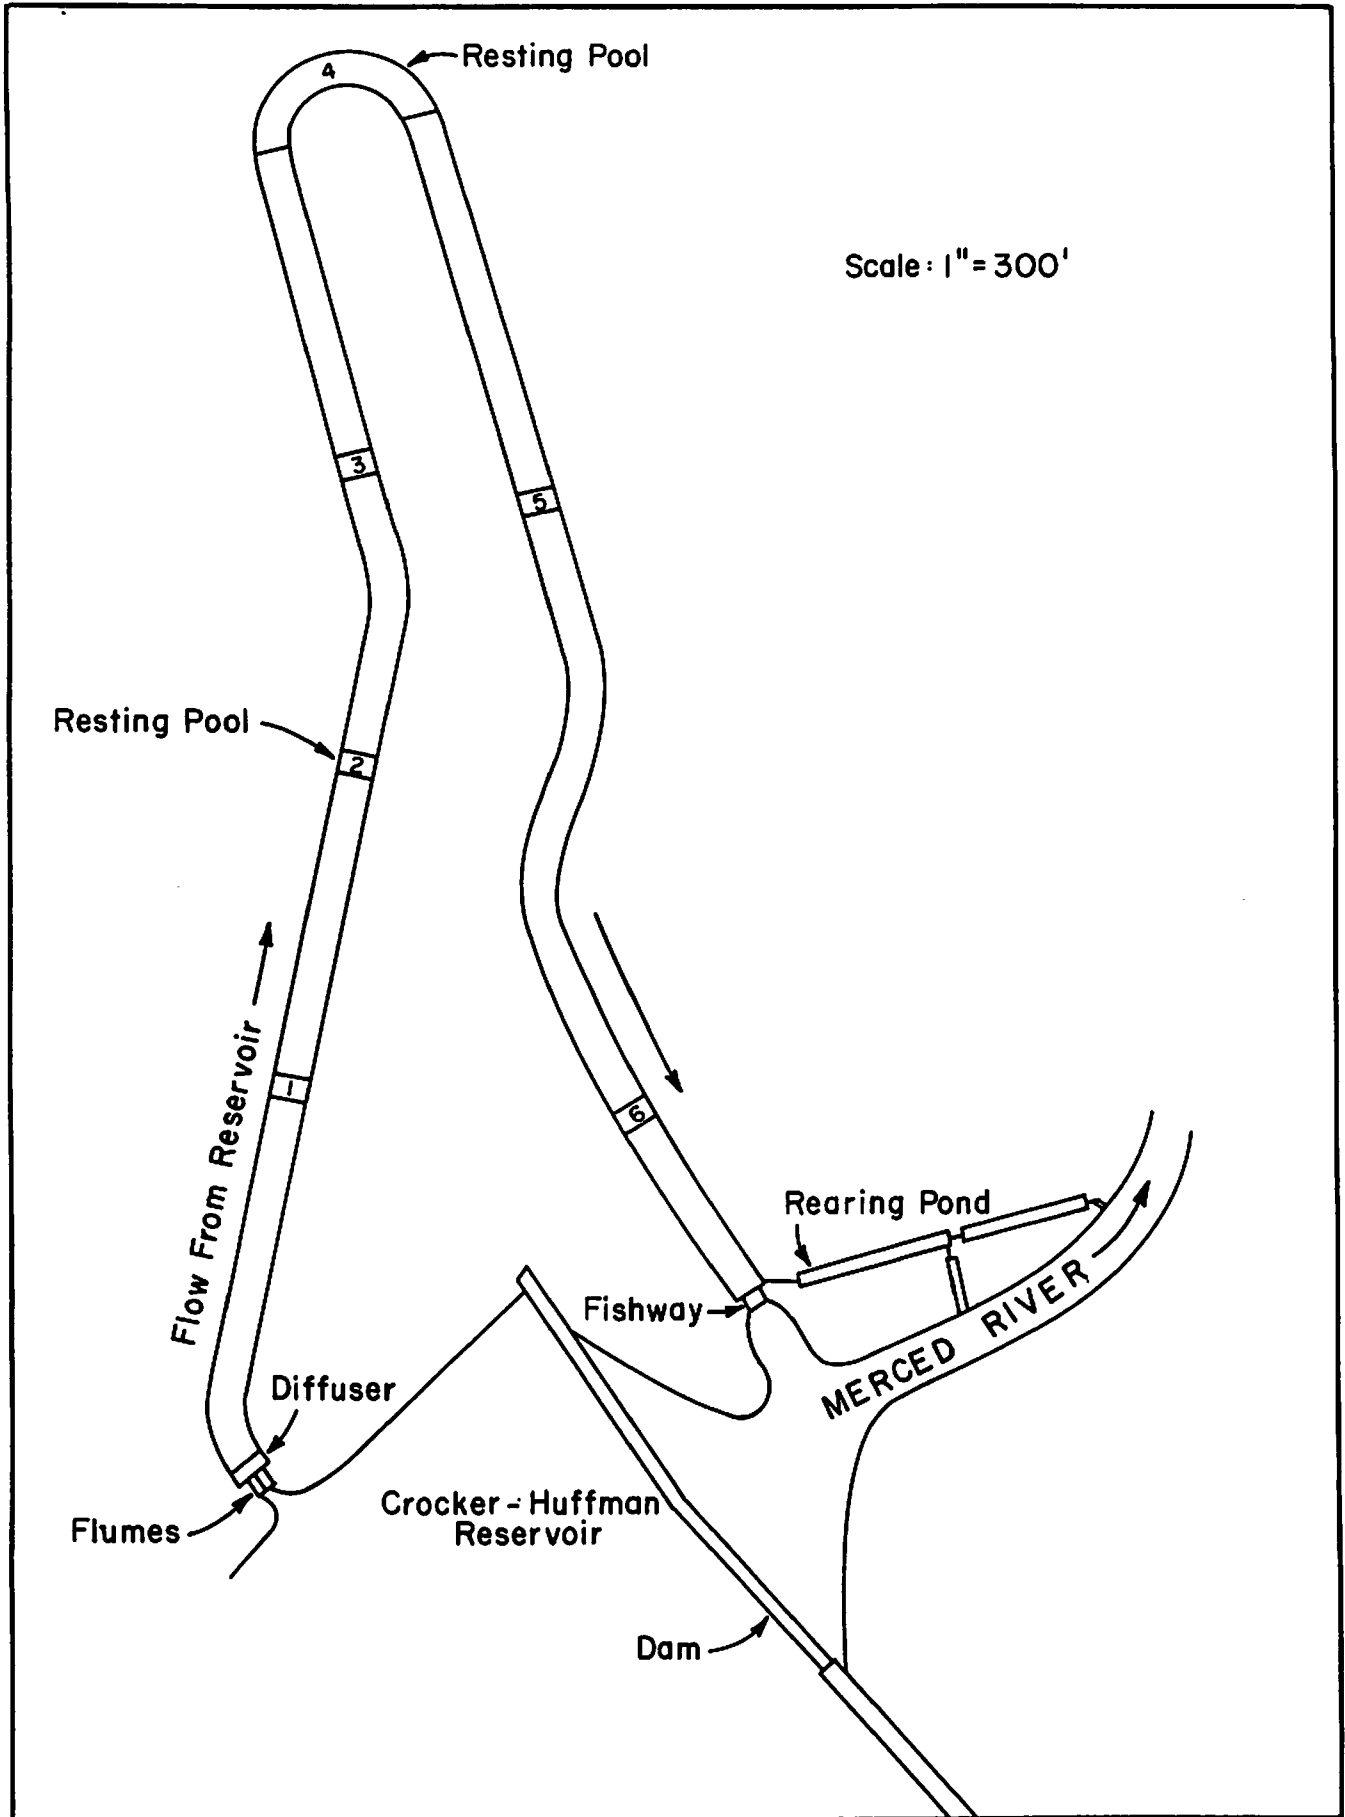 4
Resting Pool
Scale: 1" = 300'
3
5
Resting Pool
2
Flow From Reservoir
1
6
Rearing Pond
Fishway
MERCED RIVER
Diffuser
Crocker - Huffman
Reservoir
Flumes
Dam